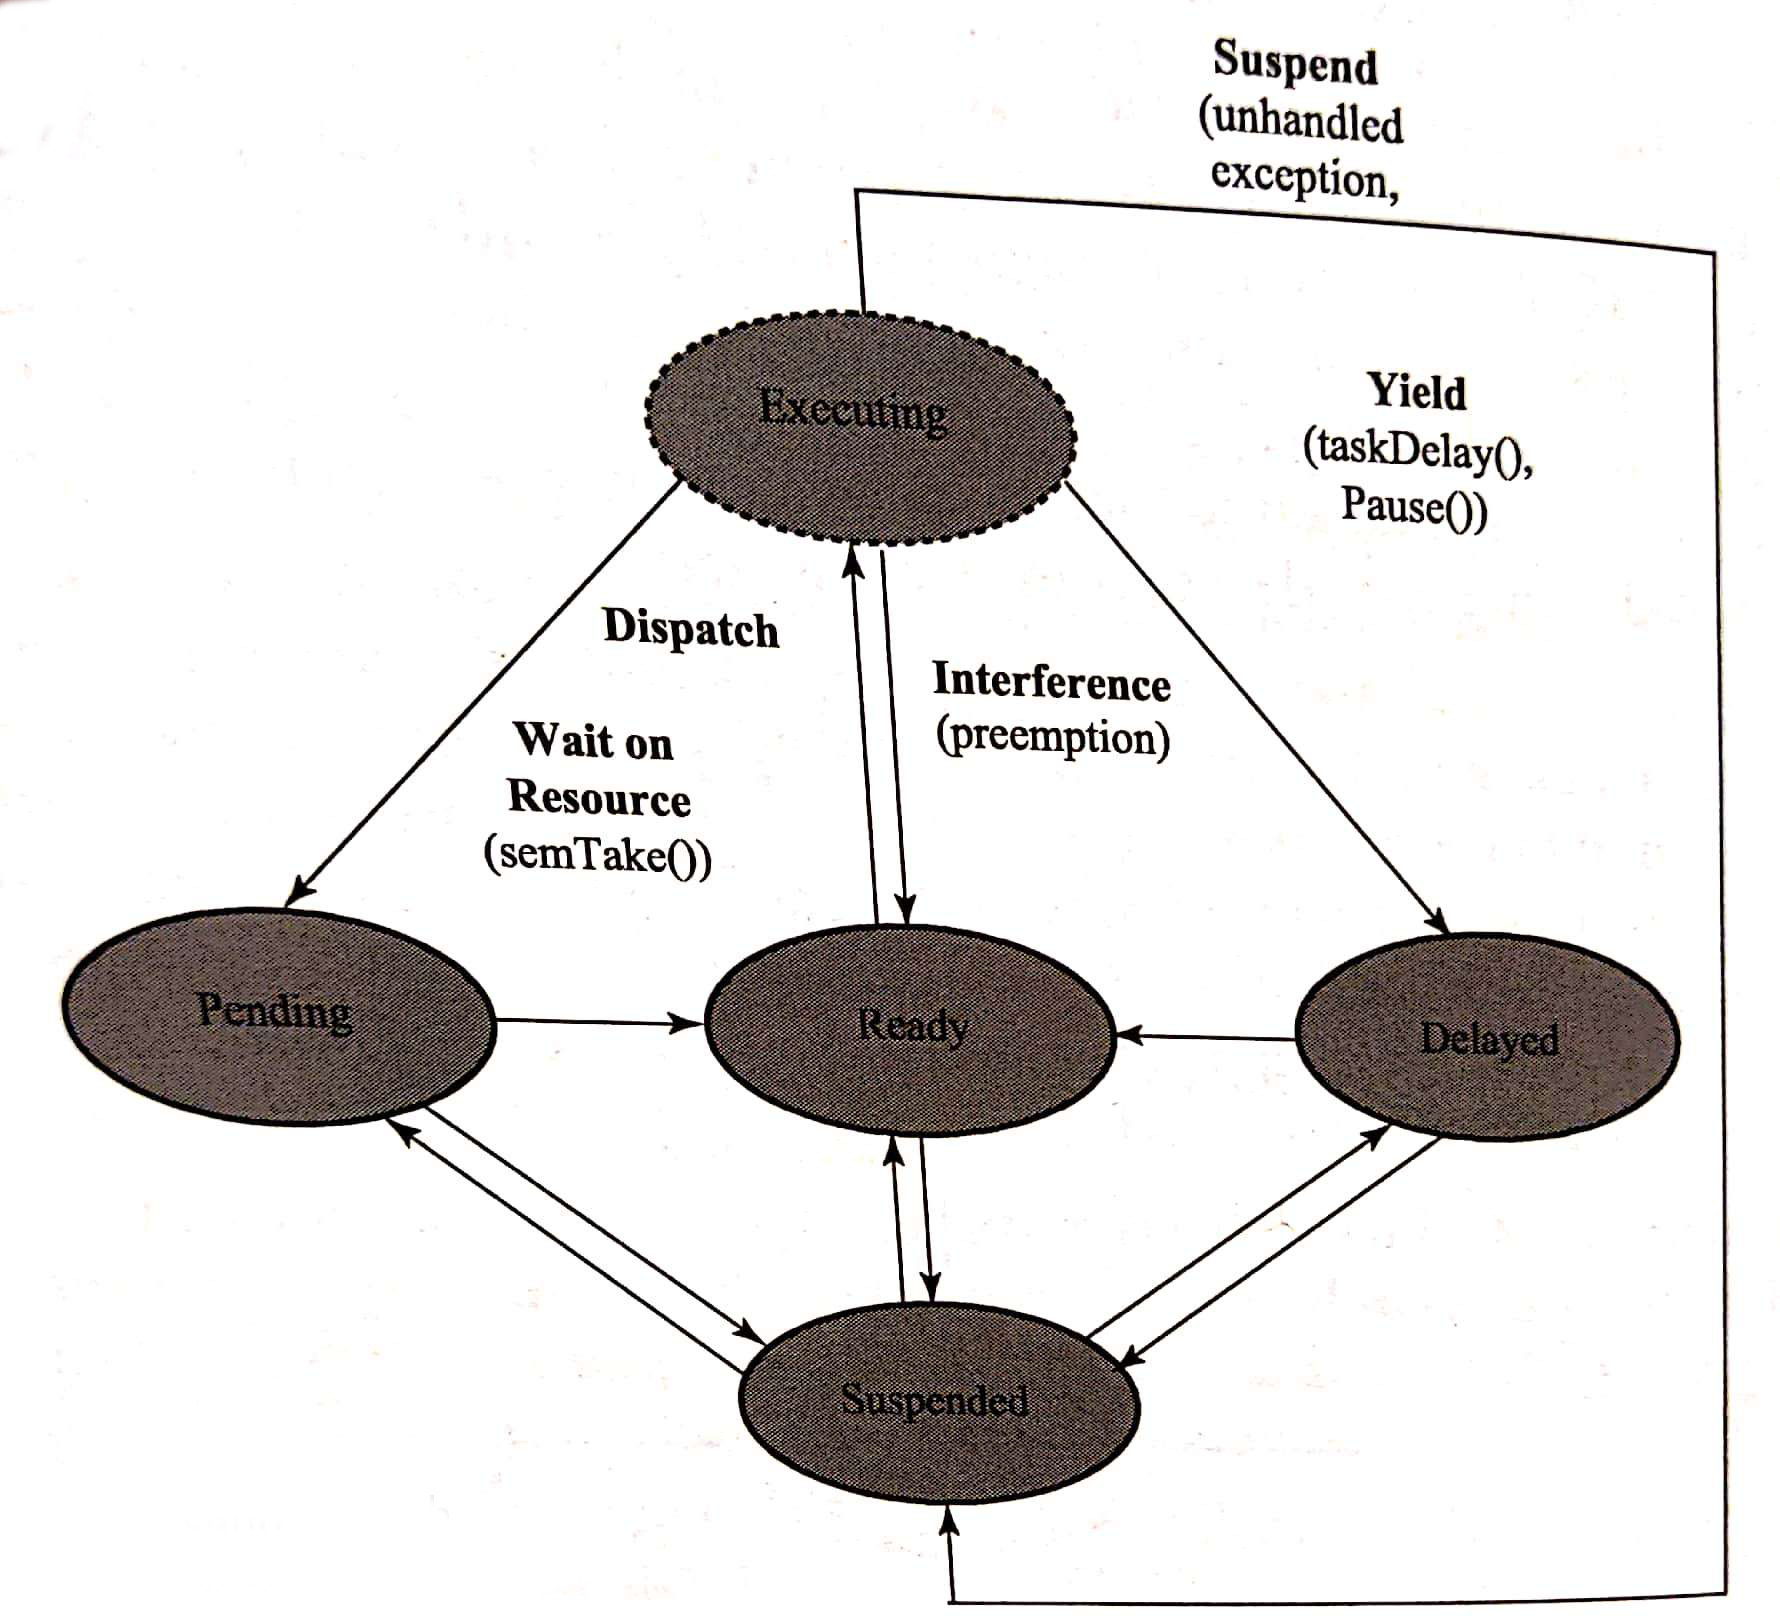 Suspend
(unhandled
exception,
Executing
Yield
(taskDelay(),
Pause())
Dispatch
Interference
(preemption)
Wait on
Resource
(semTake())
Pending
Ready
Delayed
Suspended